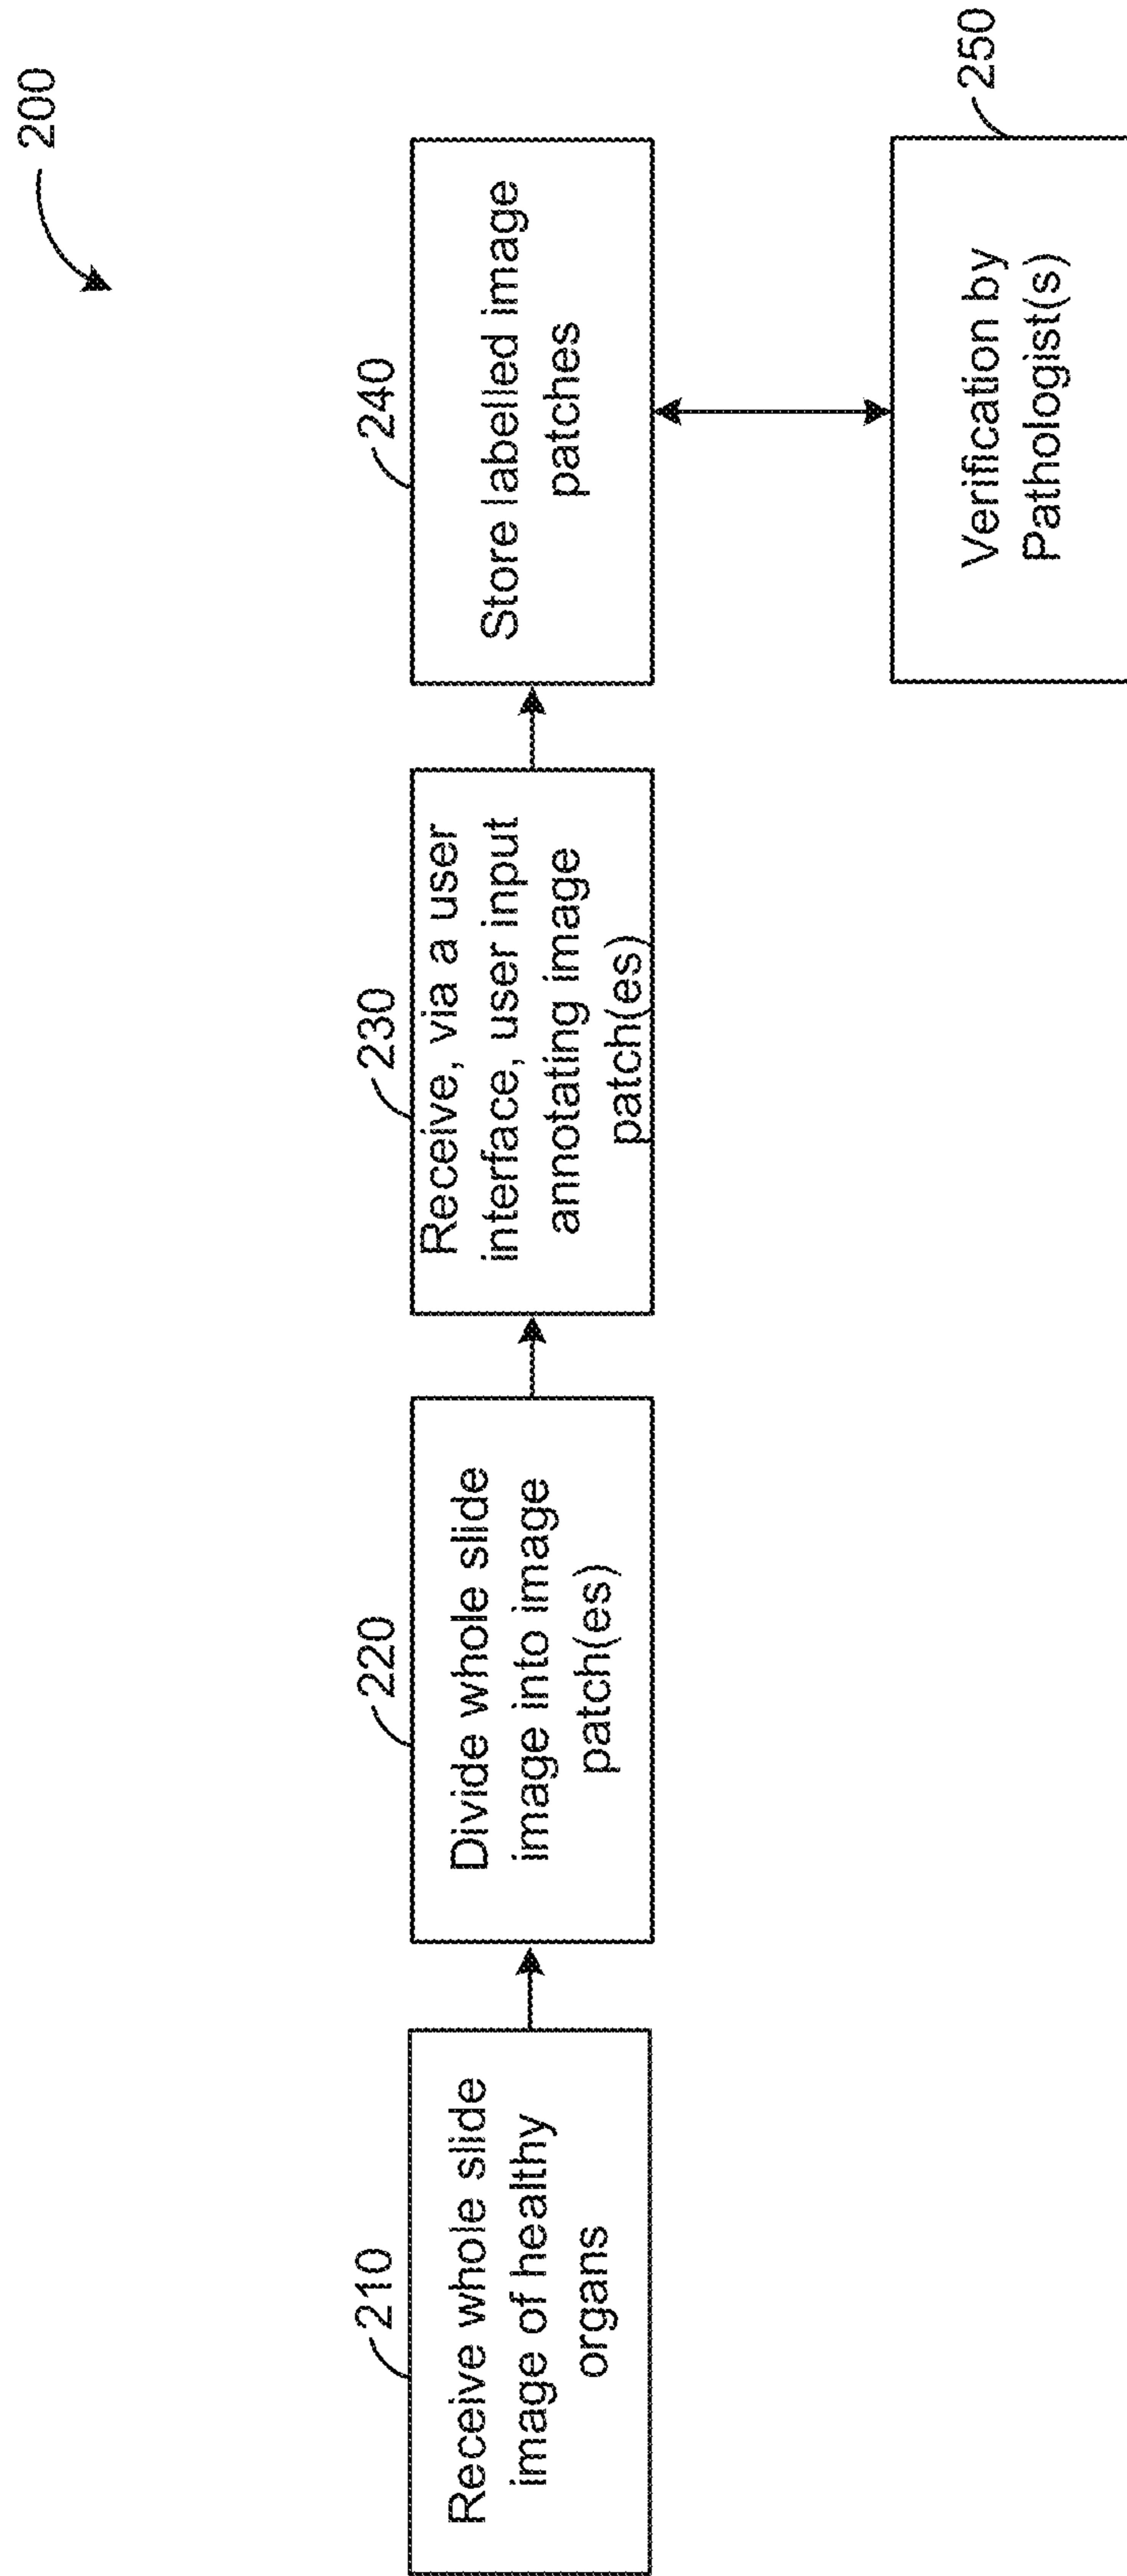 200
210
Receive whole slide
image of healthy
organs
220
Divide whole slide
image into image
patch(es)
230
Receive, via a user
interface, user input
annotating image
patch(es)
240
Store labelled image
patches
250
Verification by
Pathologist(s)